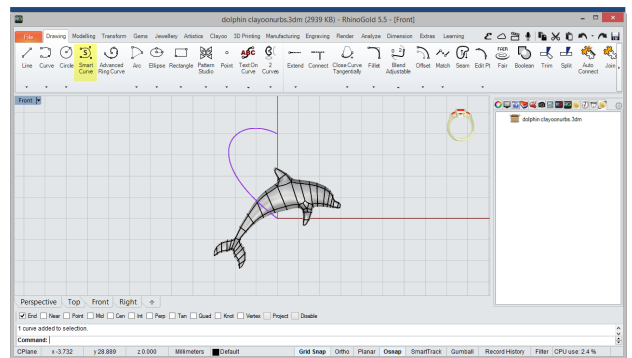 dolphin clayoonurbs.3dm (2939 KB) - RhinoGold 5.5 - [Front]
File Drawing Modelling Transform Gems Jewellery Artistics Clayoo 3D Printing Manufacturing Engraving Render Analyze Dimension Extras Learning
Line Curve Circle Smart Curve Advanced Ring Curve Arc Ellipse Rectangle Pattern Studio Point Text On Curve 2 Curves Extend Connect Close Curve Tangentially Fillet Blend Adjustable Offset Match Seam Edit Pt Fair Boolean Trim Split Auto Connect Join
Front
dolphin clayoonurbs.3dm
Perspective Top Front Right
End Near Point Mid Cen Int Perp Tan Quad Knot Vertex Project Disable
1 curve added to selection.
Command:
CPlane x -3.732 y 28.889 z 0.000 Millimeters Default Grid Snap Ortho Planar Osnap SmartTrack Gumball Record History Filter CPU use: 2.4 %